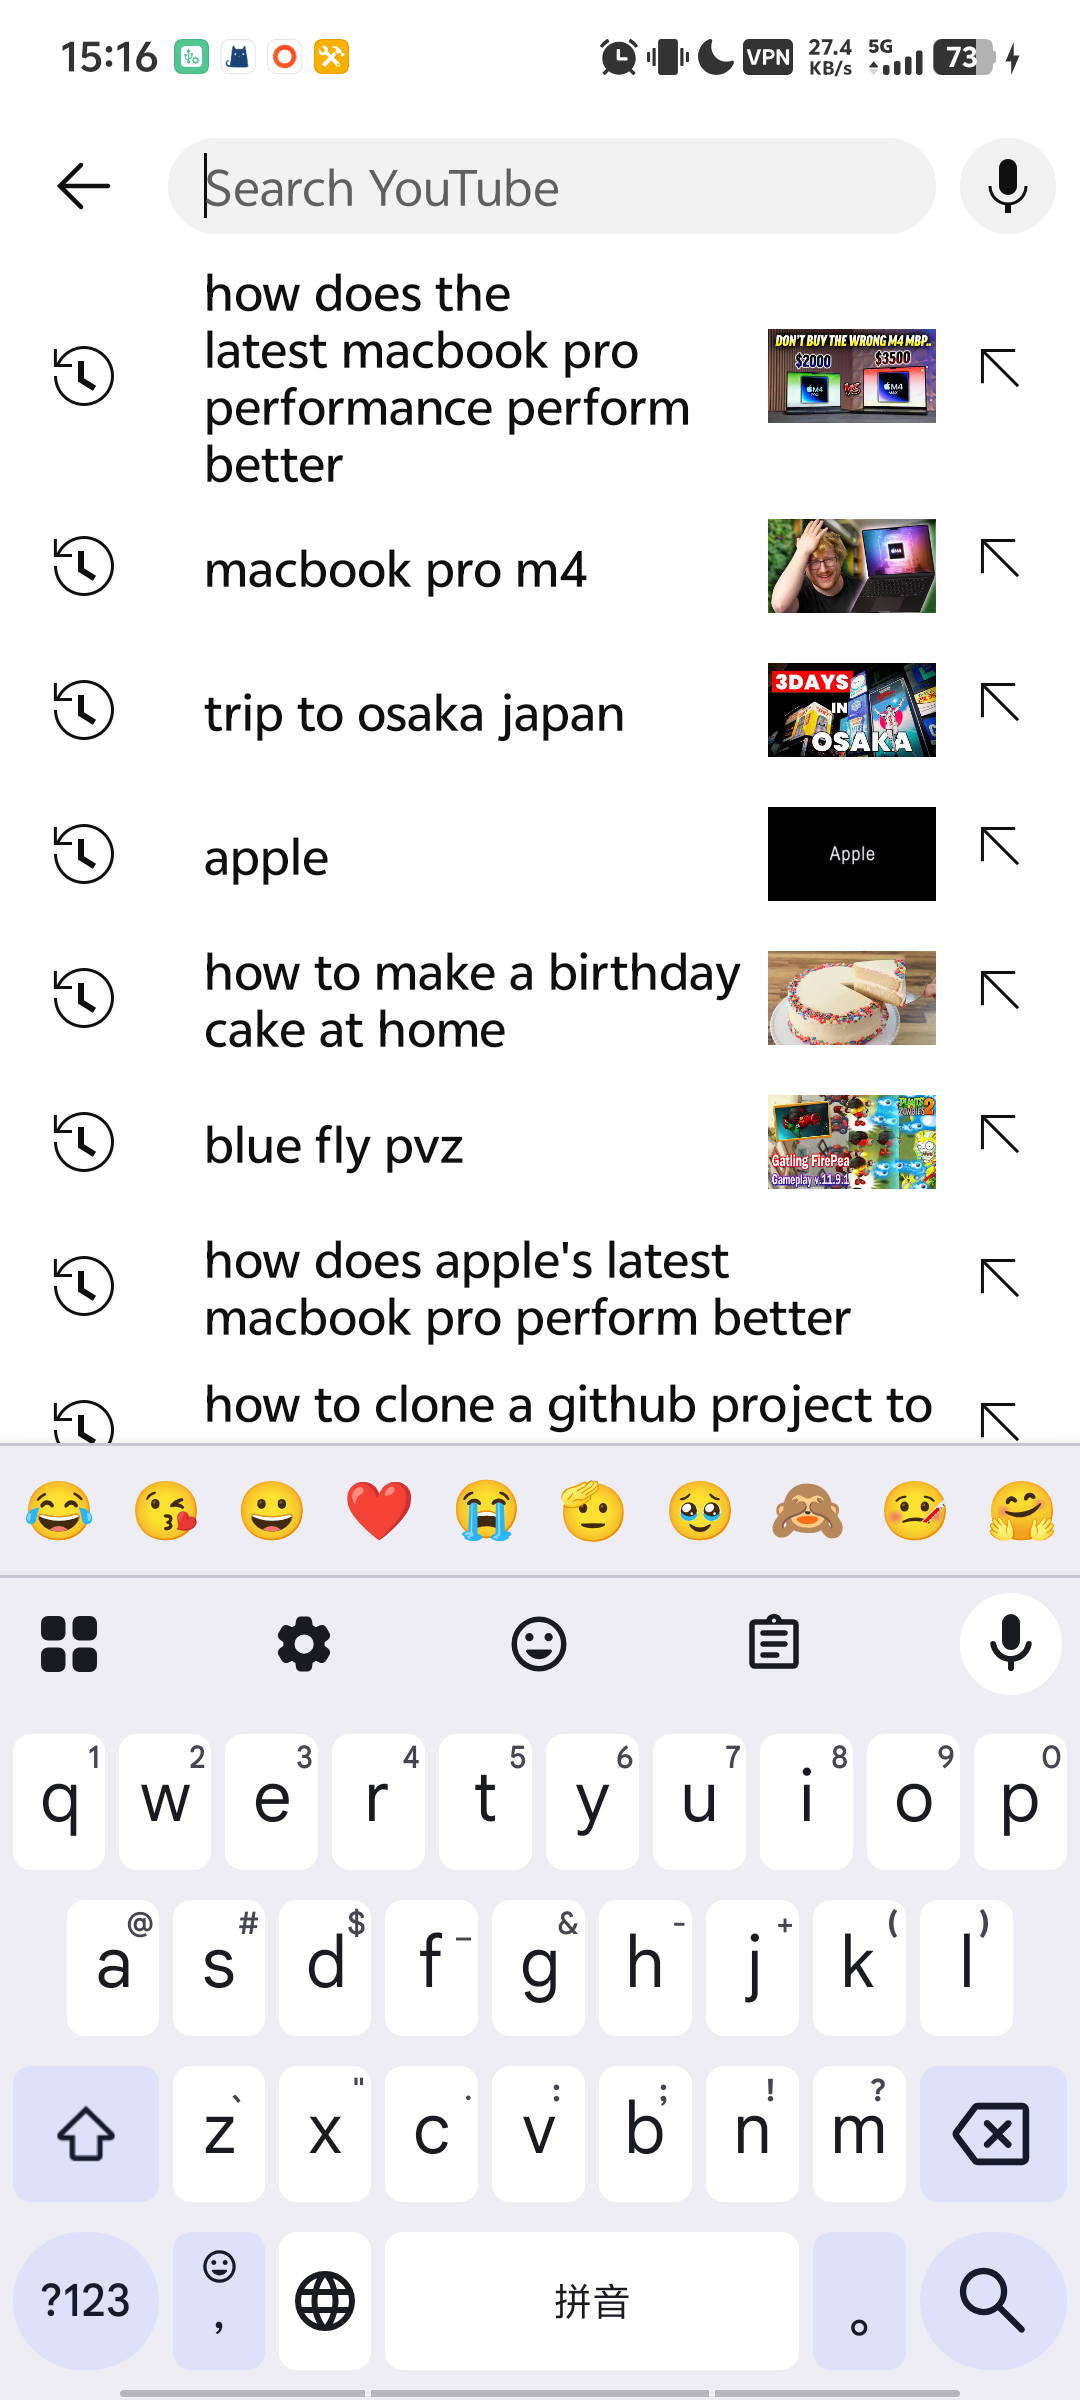 15:16
VPN
27.4 KB/s
5G
73
Search YouTube
how does the
latest macbook pro
performance perform
better
DON'T BUY THE WRONG M4 MBP..
$2000
$3500
VS
M4
PRO
M4
MAX
macbook pro m4
trip to osaka japan
3DAYS
IN
OSAKA
apple
Apple
how to make a birthday
cake at home
blue fly pvz
PLANTS
ZOMBIES 2
Gatling FirePea
Gameplay v.11.9.1
how does apple's latest
macbook pro perform better
how to clone a github project to
1 2 3 4 5 6 7 8 9 0
q w e r t y u i o p
@ # $ _ & - + ( )
a s d f g h j k l
、 " . : ; ! ?
z x c v b n m
?123
,
拼音
。